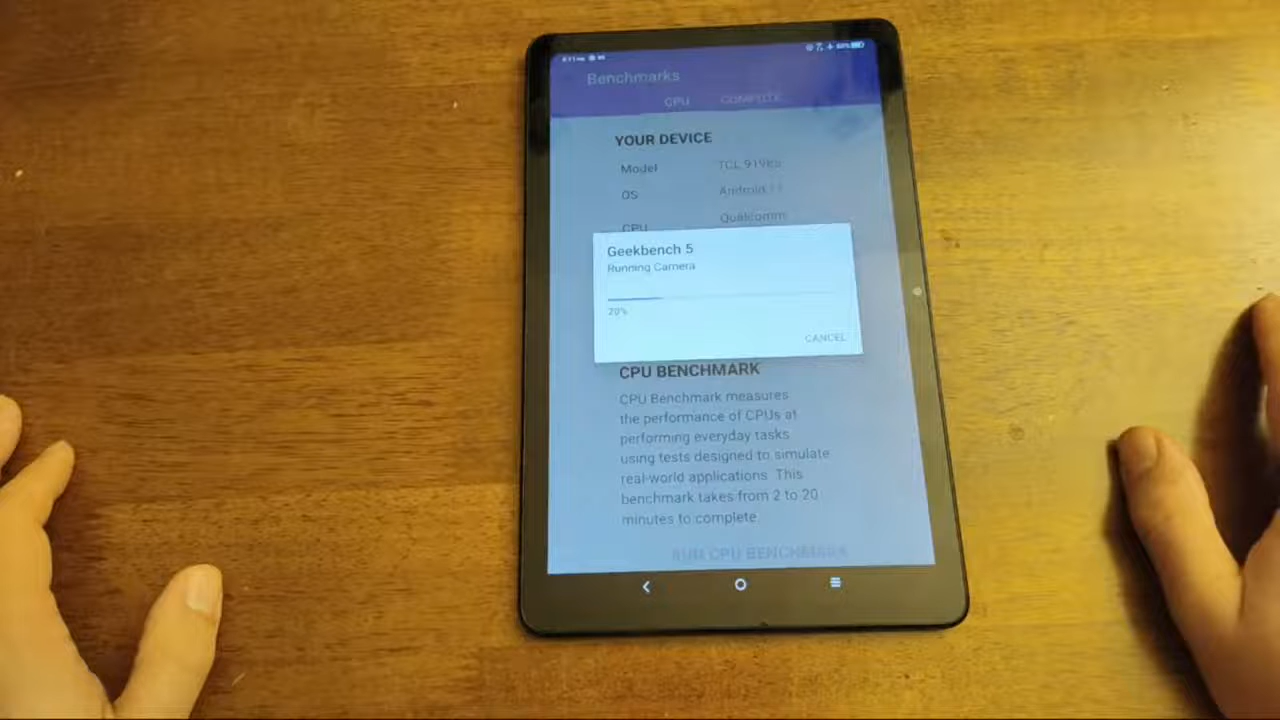 Benchmarks
CPU COMPUTE
YOUR DEVICE
Model
OS Android 11
CPU Qualcomm
Geekbench 5
Running Camera
20%
CANCEL
CPU BENCHMARK
CPU Benchmark measures
the performance of CPUs at
performing everyday tasks
using tests designed to simulate
real-world applications. This
benchmark takes from 2 to 20
minutes to complete.
RUN CPU BENCHMARK